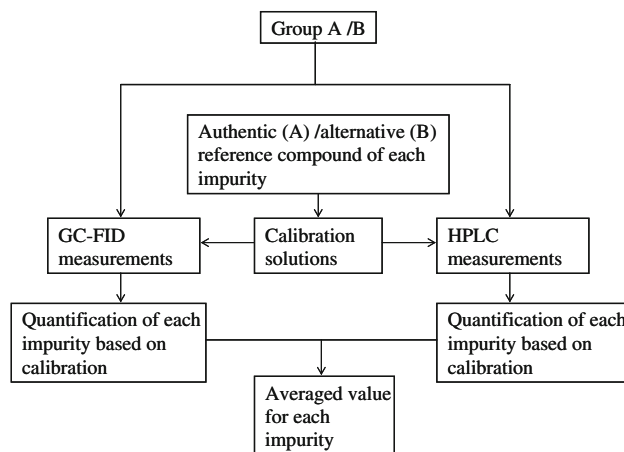 Group A /B
Authentic (A) /alternative (B)
reference compound of each
impurity
GC-FID
measurements
Calibration
solutions
HPLC
measurements
Quantification of each
impurity based on
calibration
Quantification of each
impurity based on
calibration
Averaged value
for each
impurity